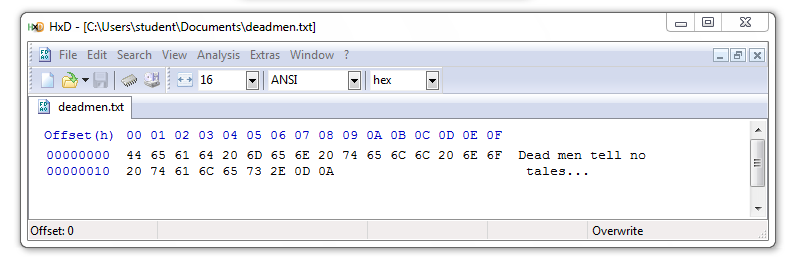 HxD - [C:\Users\student\Documents\deadmen.txt]
File Edit Search View Analysis Extras Window ?
16 ANSI hex
deadmen.txt
Offset(h) 00 01 02 03 04 05 06 07 08 09 0A 0B 0C 0D 0E 0F
00000000 44 65 61 64 20 6D 65 6E 20 74 65 6C 6C 20 6E 6F Dead men tell no
00000010 20 74 61 6C 65 73 2E 0D 0A tales...
Offset: 0 Overwrite